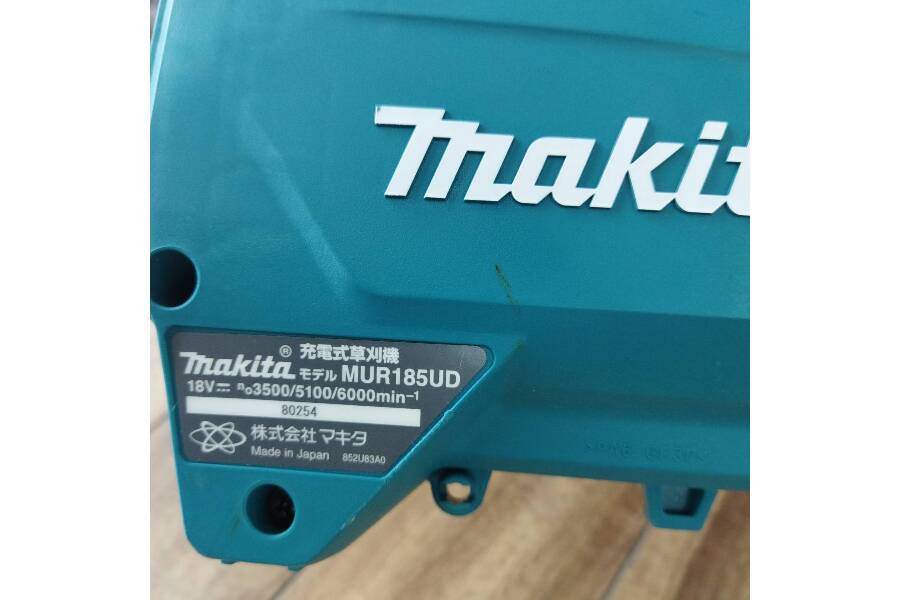 makit
makita® 充電式草刈機
モデル MUR185UD
18V⎓ n₀3500/5100/6000min⁻¹
80254
株式会社マキタ
Made in Japan 852U83A0